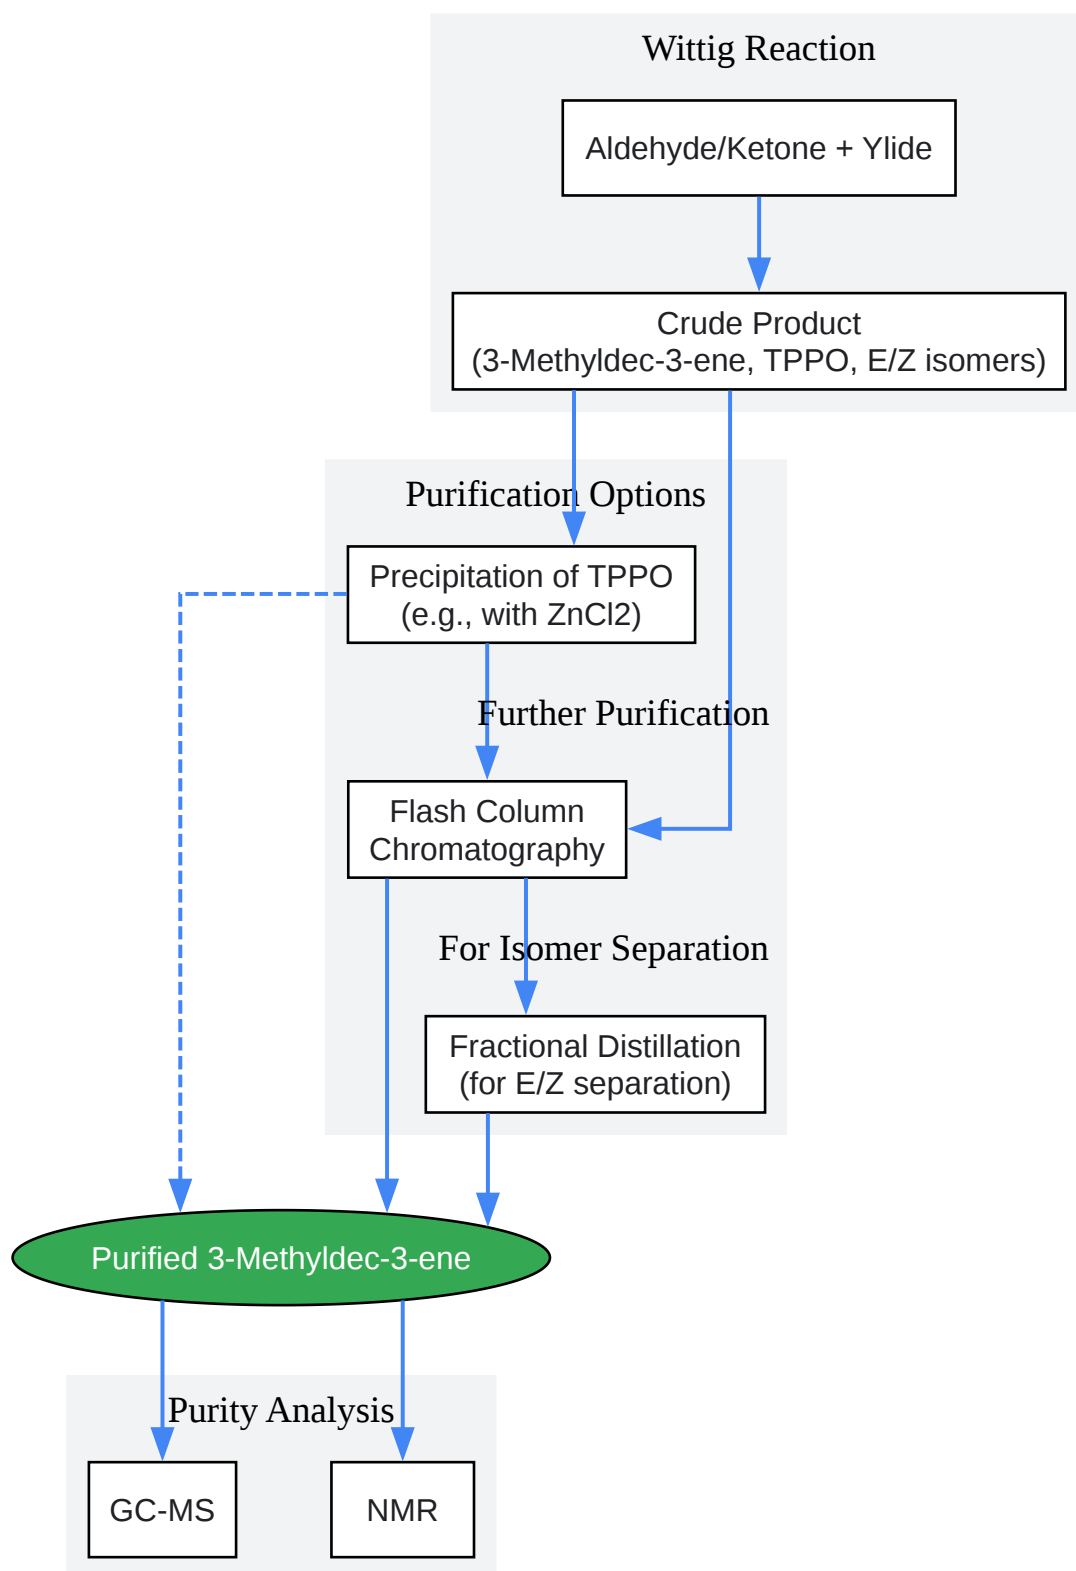 Wittig Reaction
Aldehyde/Ketone + Ylide
Crude Product
(3-Methyldec-3-ene, TPPO, E/Z isomers)
Purification Options
Precipitation of TPPO
(e.g., with ZnCl2)
Further Purification
Flash Column
Chromatography
For Isomer Separation
Fractional Distillation
(for E/Z separation)
Purified 3-Methyldec-3-ene
Purity Analysis
GC-MS
NMR